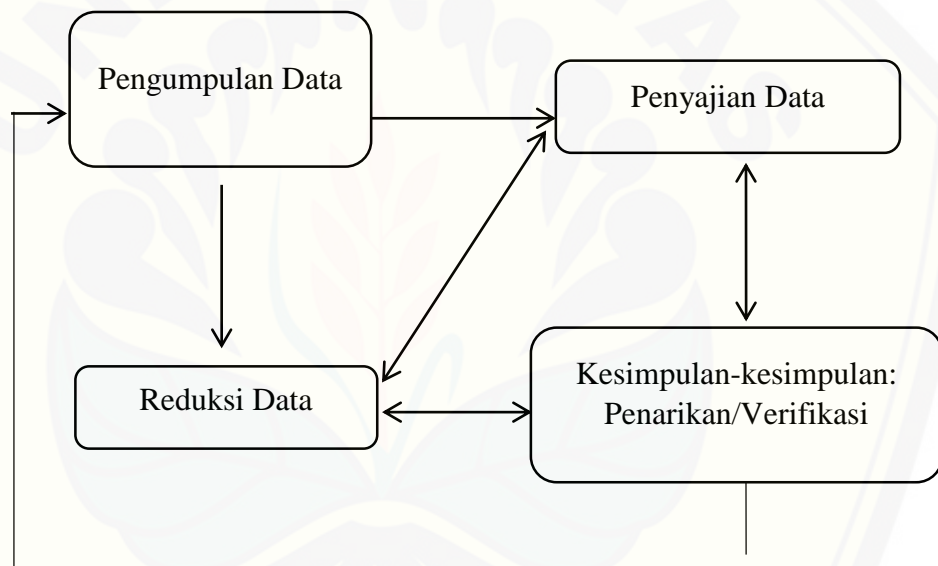 Pengumpulan Data
Penyajian Data
Reduksi Data
Kesimpulan-kesimpulan:
Penarikan/Verifikasi